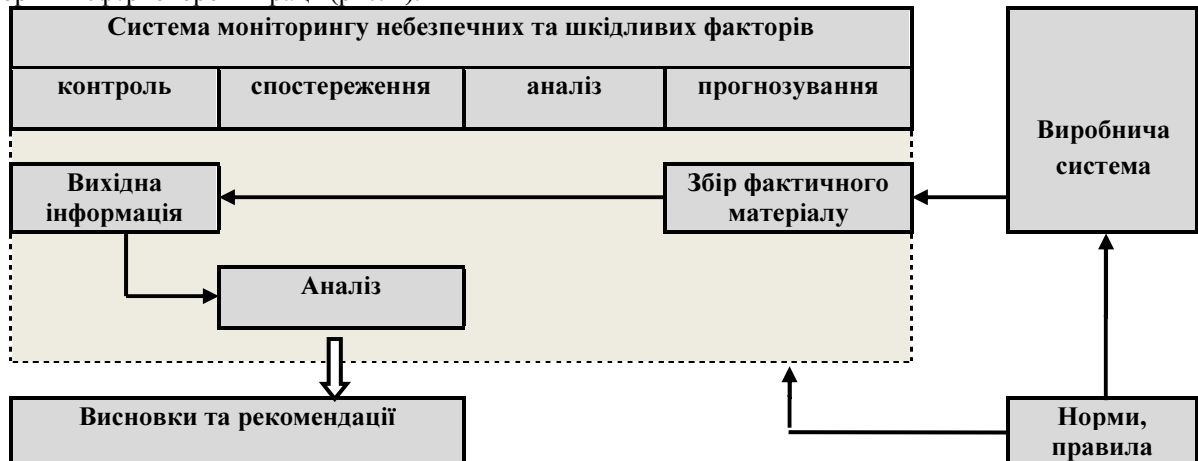 Система моніторингу небезпечних та шкідливих факторів
контроль спостереження аналіз прогнозування
Виробнича
система
Вихідна
інформація
Збір фактичного
матеріалу
Аналіз
Висновки та рекомендації
Норми,
правила